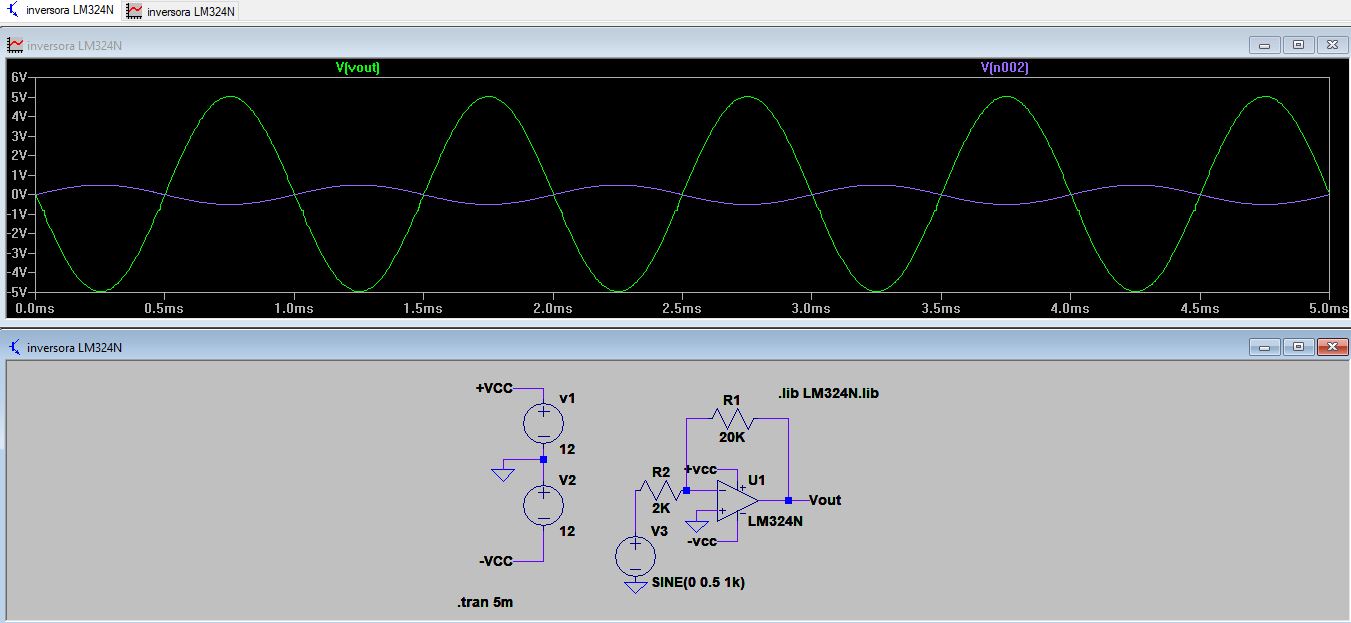 inversora LM324N inversora LM324N
inversora LM324N
V(vout) V(n002)
6V
5V
4V
3V
2V
1V
0V
-1V
-2V
-3V
-4V
-5V
0.0ms 0.5ms 1.0ms 1.5ms 2.0ms 2.5ms 3.0ms 3.5ms 4.0ms 4.5ms 5.0ms
inversora LM324N
+VCC
v1
12
V2
12
-VCC
.tran 5m
.lib LM324N.lib
R1
20K
R2
2K
+vcc
U1
Vout
LM324N
-vcc
V3
SINE(0 0.5 1k)